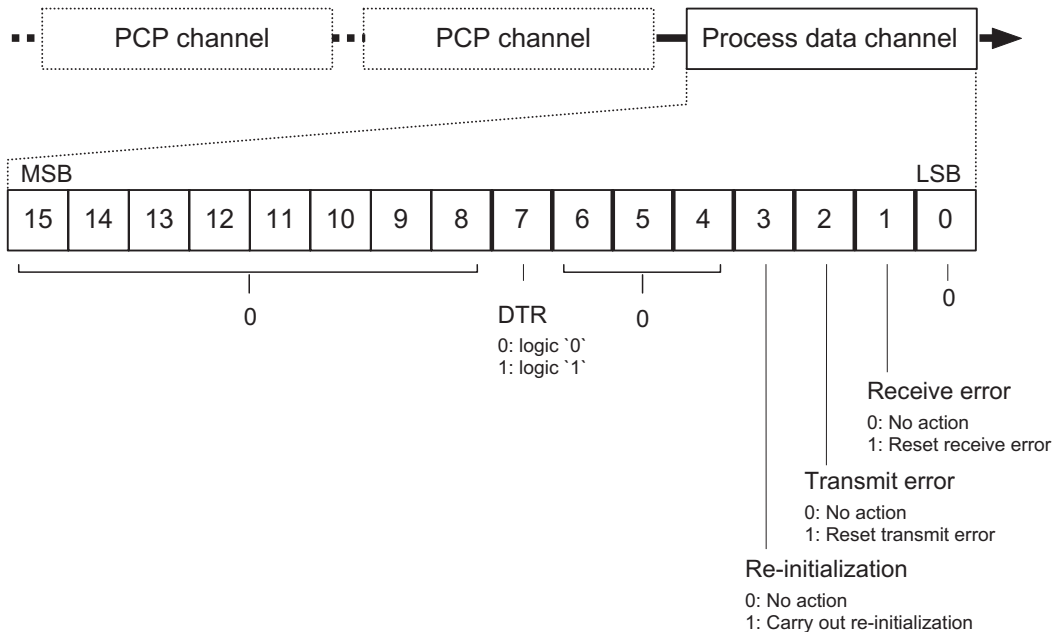 PCP channel PCP channel Process data channel
MSB LSB
15 14 13 12 11 10 9 8 7 6 5 4 3 2 1 0
0 DTR 0 0
0: logic `0`
1: logic `1`
Receive error
0: No action
1: Reset receive error
Transmit error
0: No action
1: Reset transmit error
Re-initialization
0: No action
1: Carry out re-initialization